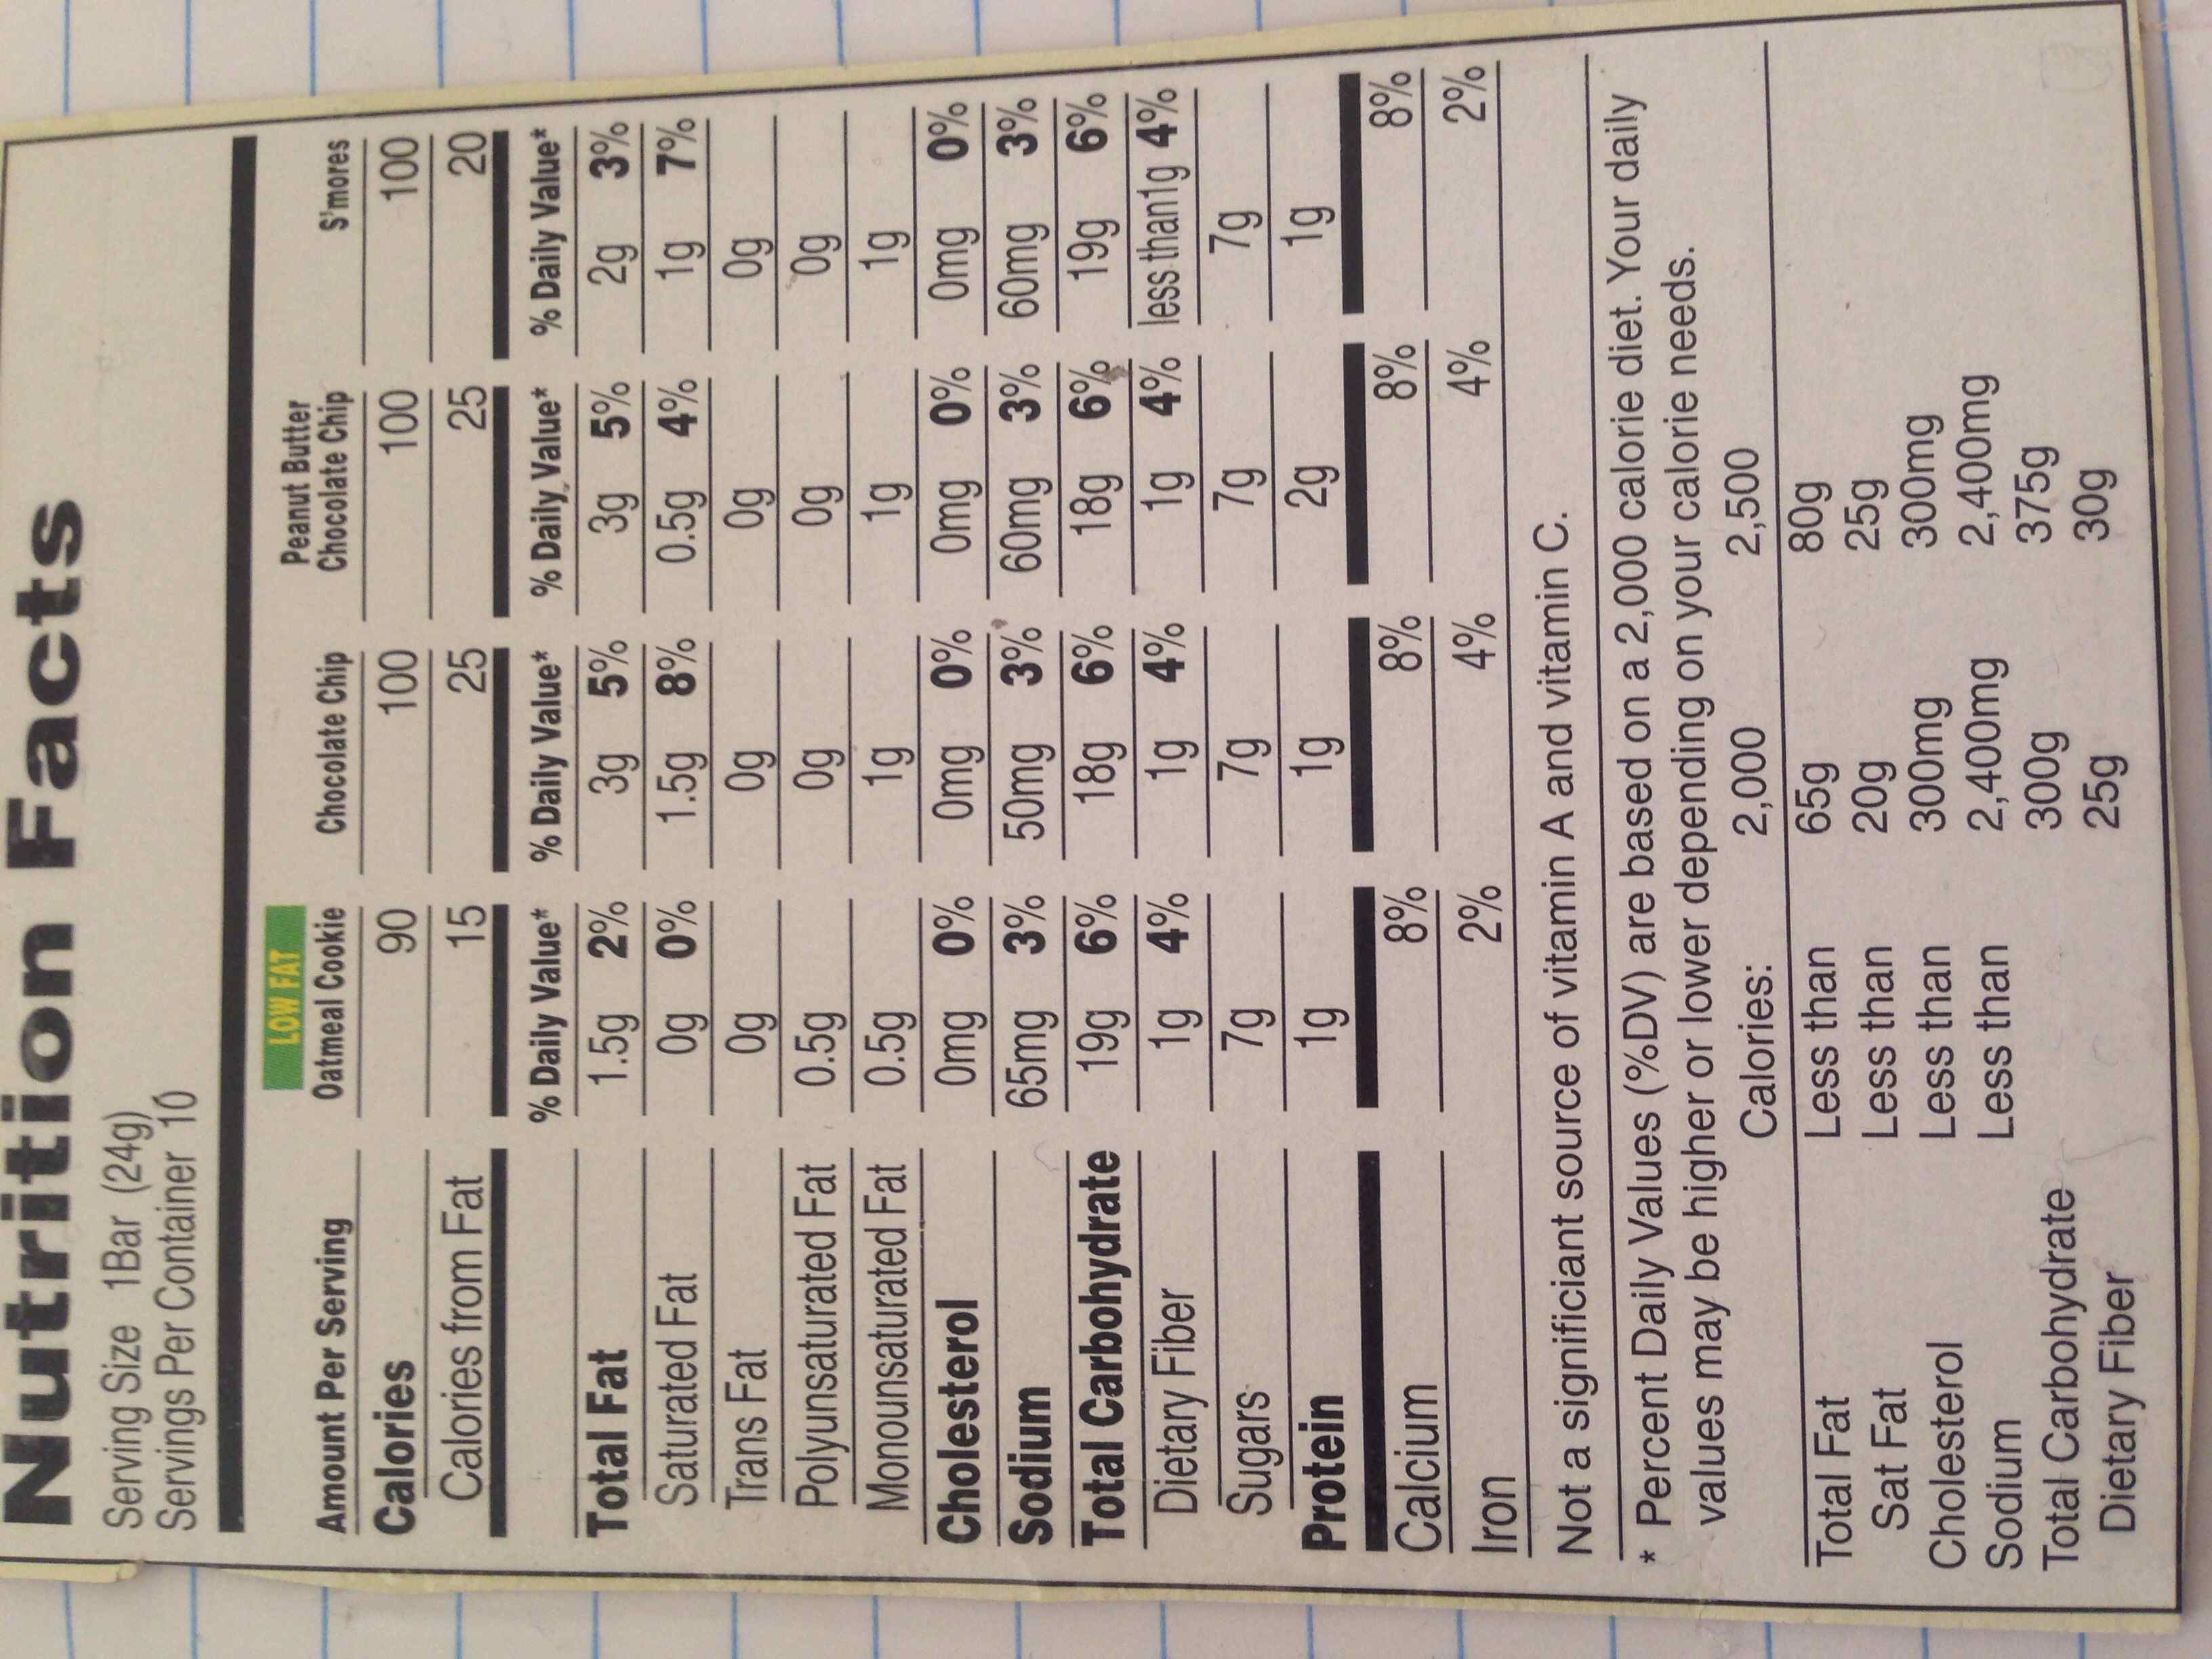 Nutrition Facts
Serving Size 1Bar (24g)
Servings Per Container 10
LOW FAT
Amount Per Serving Oatmeal Cookie Chocolate Chip Peanut Butter Chocolate Chip S'mores
Calories 90 100 100 100
Calories from Fat 15 25 25 20
% Daily Value* % Daily Value* % Daily Value* % Daily Value*
Total Fat 1.5g 2% 3g 5% 3g 5% 2g 3%
Saturated Fat 0g 0% 1.5g 8% 0.5g 4% 1g 7%
Trans Fat 0g 0g 0g 0g
Polyunsaturated Fat 0.5g 0g 0g 0g
Monounsaturated Fat 0.5g 1g 1g 1g
Cholesterol 0mg 0% 0mg 0% 0mg 0% 0mg 0%
Sodium 65mg 3% 50mg 3% 60mg 3% 60mg 3%
Total Carbohydrate 19g 6% 18g 6% 18g 6% 19g 6%
Dietary Fiber 1g 4% 1g 4% 1g 4% less than1g 4%
Sugars 7g 7g 7g 7g
Protein 1g 1g 2g 1g
Calcium 8% 8% 8% 8%
Iron 2% 4% 4% 2%
Not a significiant source of vitamin A and vitamin C.
* Percent Daily Values (%DV) are based on a 2,000 calorie diet. Your daily
values may be higher or lower depending on your calorie needs.
Calories: 2,000 2,500
Total Fat Less than 65g 80g
Sat Fat Less than 20g 25g
Cholesterol Less than 300mg 300mg
Sodium Less than 2,400mg 2,400mg
Total Carbohydrate 300g 375g
Dietary Fiber 25g 30g